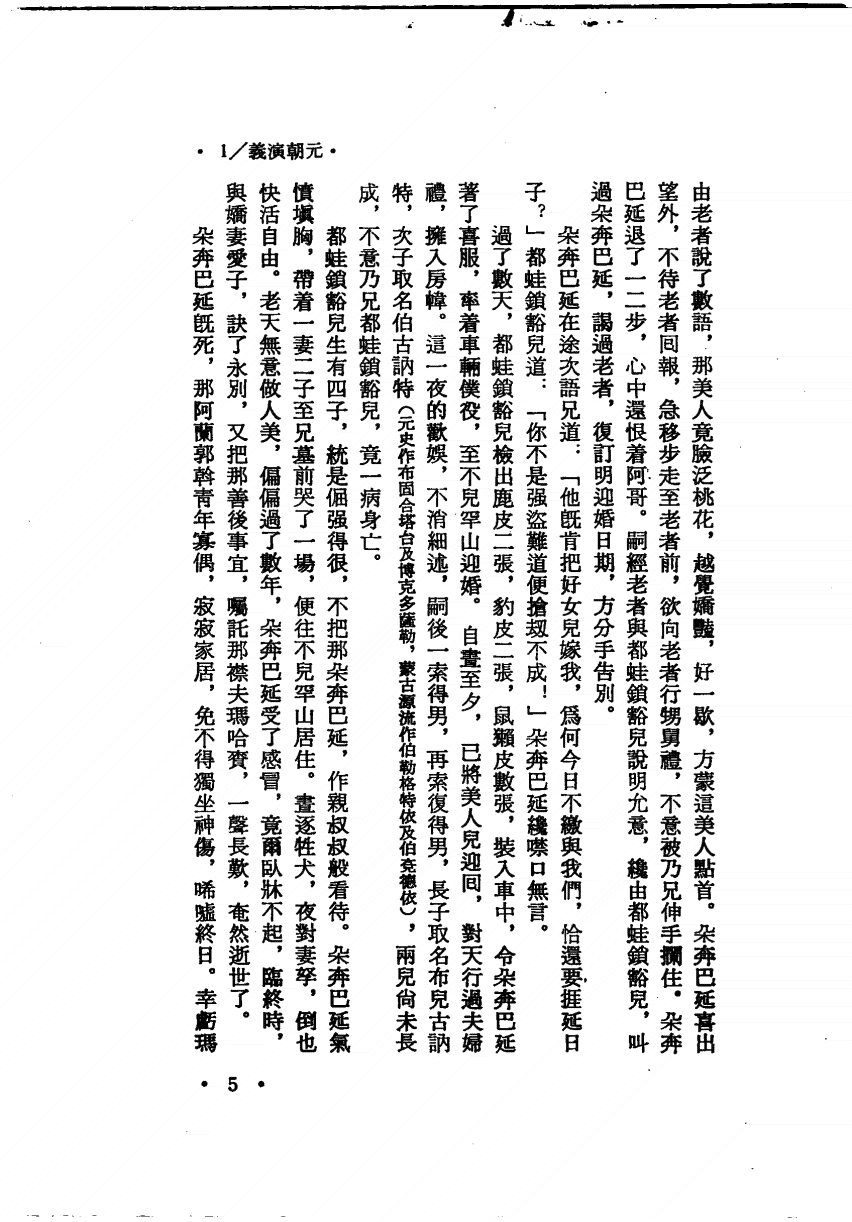 · 1／義演朝元 ·
由老者說了數語，那美人竟臉泛桃花，越覺嬌豔，好一歇，方蒙這美人點首。朵奔巴延喜出
望外，不待老者回報，急移步走至老者前，欲向老者行甥舅禮，不意被乃兄伸手攔住。朵奔
巴延退了一二步，心中還恨着阿哥。嗣經老者與都蛙鎖豁兒說明允意，纔由都蛙鎖豁兒，叫
過朵奔巴延，謁過老者，復訂明迎婚日期，方分手告別。
朵奔巴延在途次語兄道：「他旣肯把好女兒嫁我，爲何今日不繳與我們，恰還要捱延日
子？」都蛙鎖豁兒道：「你不是强盜難道便搶刼不成！」朵奔巴延纔噤口無言。
過了數天，都蛙鎖豁兒檢出鹿皮二張，豹皮二張，鼠獺皮數張，裝入車中，令朵奔巴延
著了喜服，率着車輛僕役，至不兒罕山迎婚。自晝至夕，已將美人兒迎囘，對天行過夫婦
禮，擁入房幃。這一夜的歡娛，不消細述，嗣後一索得男，再索復得男，長子取名布兒古訥
特，次子取名伯古訥特（元史作布固合塔台及博克多薩勒，蒙古源流作伯勒格特依及伯袞德依），兩兒尙未長
成，不意乃兄都蛙鎖豁兒，竟一病身亡。
都蛙鎖豁兒生有四子，統是倔强得很，不把那朵奔巴延，作親叔叔般看待。朵奔巴延氣
憤塡胸，帶着一妻二子至兄墓前哭了一場，便往不兒罕山居住。晝逐牲犬，夜對妻孥，倒也
快活自由。老天無意做人美，偏偏過了數年，朵奔巴延受了感冒，竟爾臥牀不起，臨終時，
與嬌妻愛子，訣了永別，又把那善後事宜，囑託那襟夫瑪哈賚，一聲長歎，奄然逝世了。
朵奔巴延旣死，那阿蘭郭斡青年寡偶，寂寂家居，免不得獨坐神傷，唏噓終日。幸虧瑪
· 5 ·